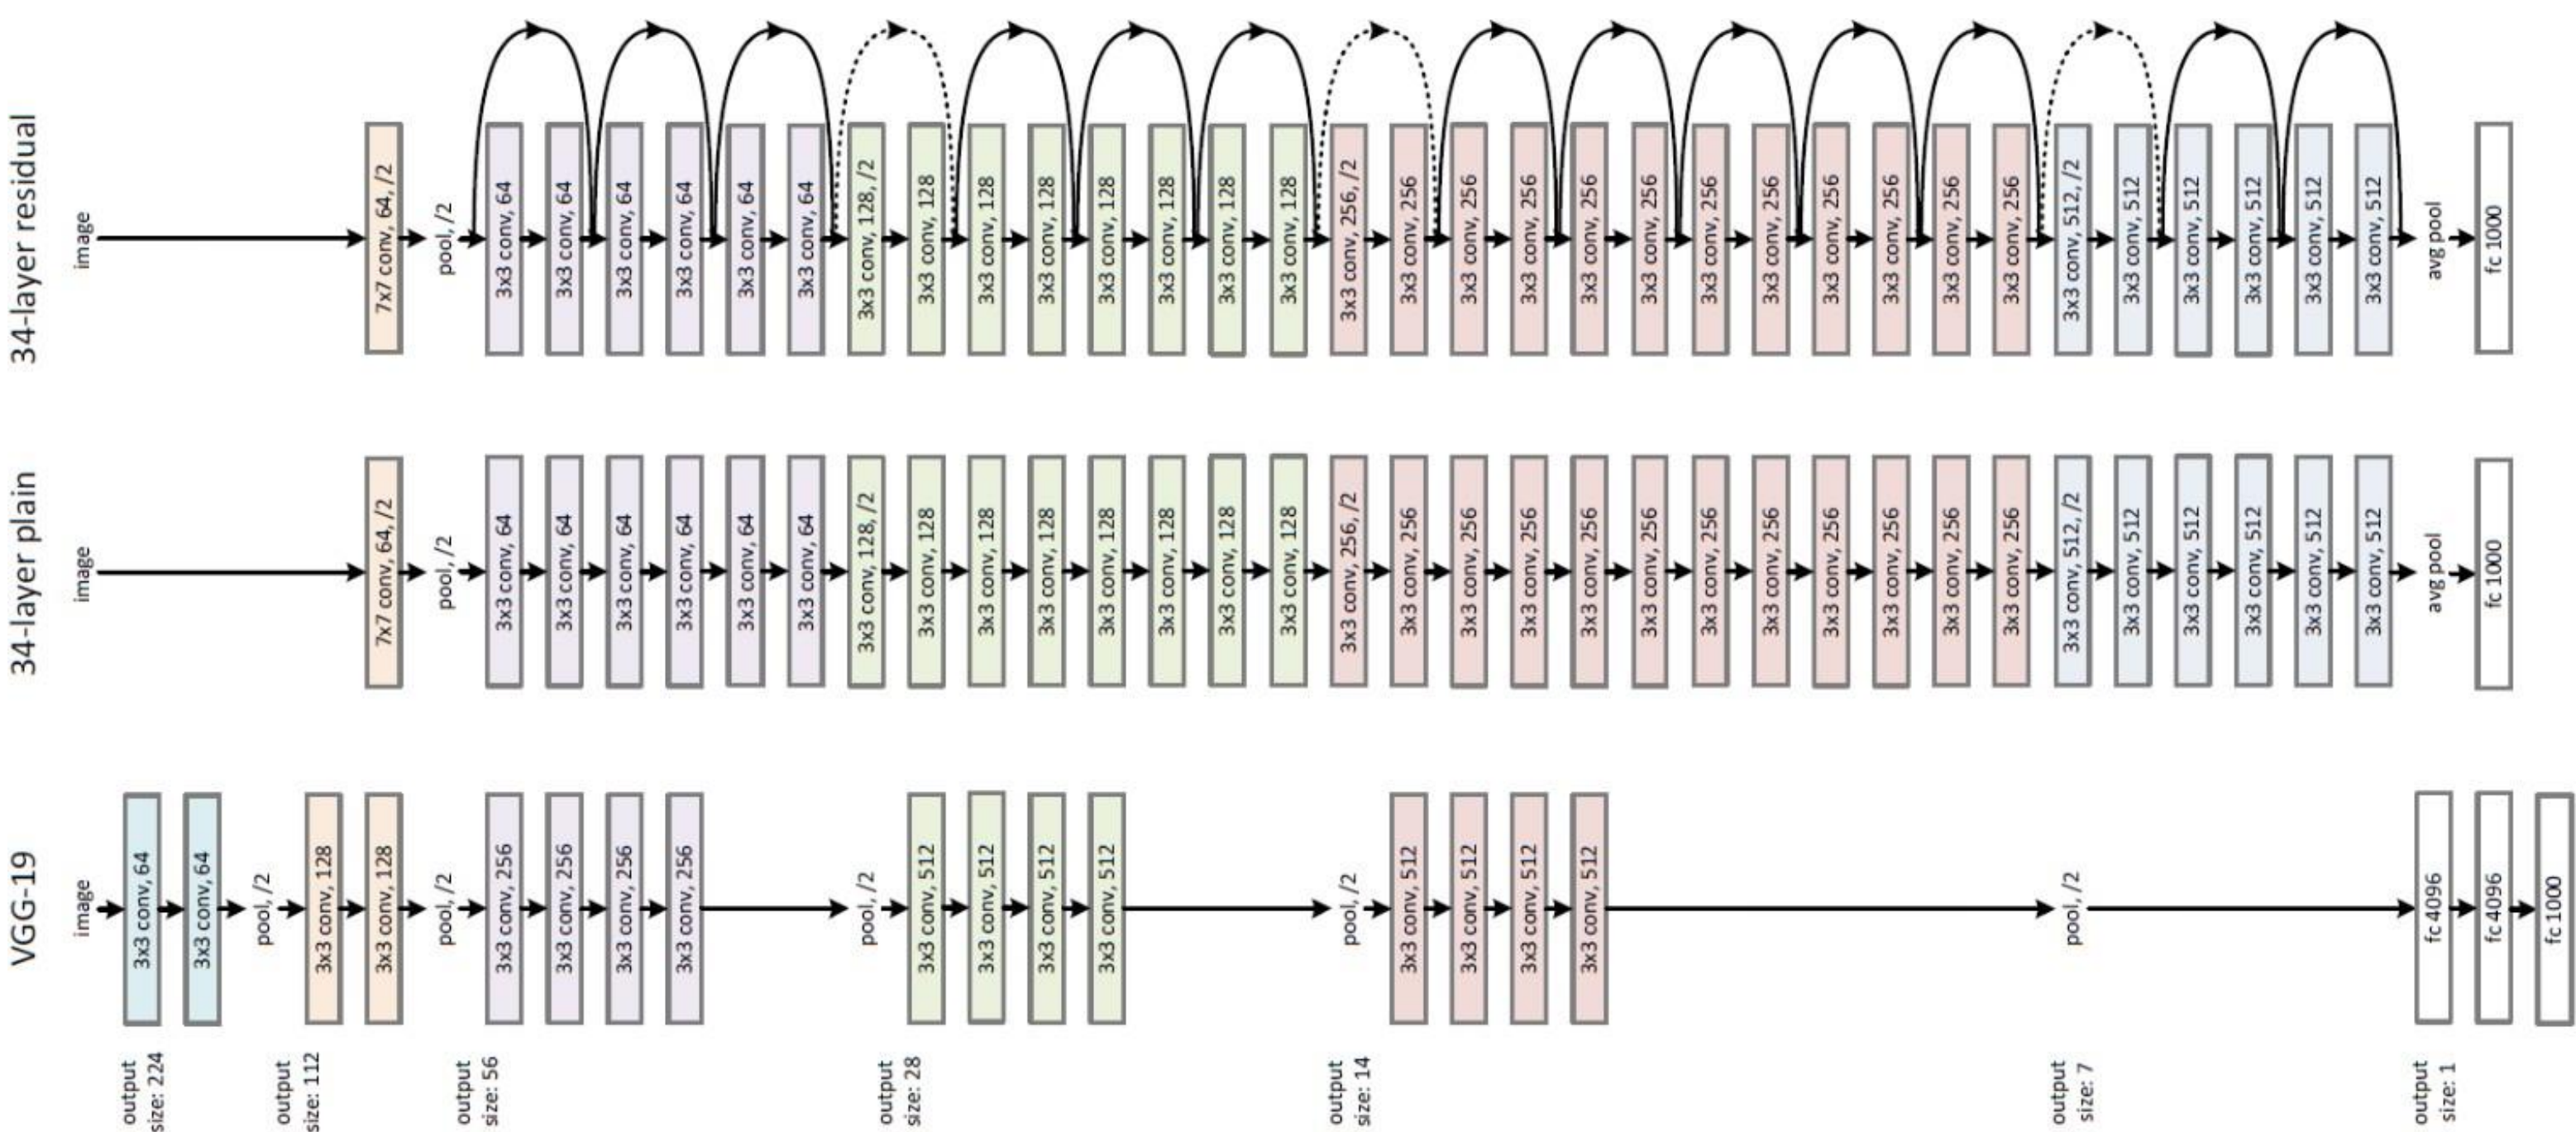 output
size: 224
output
size: 112
output
size: 56
output
size: 28
output
size: 14
output
size: 7
output
size: 1
VGG-19
image
3x3 conv, 64
3x3 conv, 64
pool, /2
3x3 conv, 128
3x3 conv, 128
pool, /2
3x3 conv, 256
3x3 conv, 256
3x3 conv, 256
3x3 conv, 256
pool, /2
3x3 conv, 512
3x3 conv, 512
3x3 conv, 512
3x3 conv, 512
pool, /2
3x3 conv, 512
3x3 conv, 512
3x3 conv, 512
3x3 conv, 512
pool, /2
fc 4096
fc 4096
fc 1000
34-layer plain
image
7x7 conv, 64, /2
pool, /2
3x3 conv, 64
3x3 conv, 64
3x3 conv, 64
3x3 conv, 64
3x3 conv, 64
3x3 conv, 64
3x3 conv, 128, /2
3x3 conv, 128
3x3 conv, 128
3x3 conv, 128
3x3 conv, 128
3x3 conv, 128
3x3 conv, 128
3x3 conv, 128
3x3 conv, 256, /2
3x3 conv, 256
3x3 conv, 256
3x3 conv, 256
3x3 conv, 256
3x3 conv, 256
3x3 conv, 256
3x3 conv, 256
3x3 conv, 256
3x3 conv, 256
3x3 conv, 256
3x3 conv, 256
3x3 conv, 512, /2
3x3 conv, 512
3x3 conv, 512
3x3 conv, 512
3x3 conv, 512
3x3 conv, 512
avg pool
fc 1000
34-layer residual
image
7x7 conv, 64, /2
pool, /2
3x3 conv, 64
3x3 conv, 64
3x3 conv, 64
3x3 conv, 64
3x3 conv, 64
3x3 conv, 64
3x3 conv, 128, /2
3x3 conv, 128
3x3 conv, 128
3x3 conv, 128
3x3 conv, 128
3x3 conv, 128
3x3 conv, 128
3x3 conv, 128
3x3 conv, 256, /2
3x3 conv, 256
3x3 conv, 256
3x3 conv, 256
3x3 conv, 256
3x3 conv, 256
3x3 conv, 256
3x3 conv, 256
3x3 conv, 256
3x3 conv, 256
3x3 conv, 256
3x3 conv, 256
3x3 conv, 512, /2
3x3 conv, 512
3x3 conv, 512
3x3 conv, 512
3x3 conv, 512
3x3 conv, 512
avg pool
fc 1000